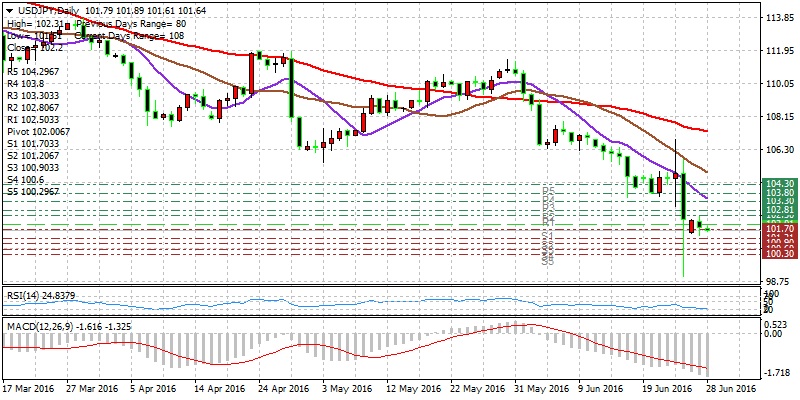 USDJPY,Daily 101.79 101.89 101.61 101.64
High= 102.31 Previous Days Range= 80
Low= 101.51 Current Days Range= 108
Close= 102.2
R5 104.2967
R4 103.8
R3 103.3033
R2 102.8067
R1 102.5033
Pivot 102.0067
S1 101.7033
S2 101.2067
S3 100.9033
S4 100.6
S5 100.2967
113.85
111.95
110.05
108.15
106.30
104.30
103.80
103.30
102.81
101.70
100.30
98.75
R5
S1
S5
RSI(14) 24.8379
100
MACD(12,26,9) -1.616 -1.325
0.523
0.00
-1.718
17 Mar 2016
27 Mar 2016
5 Apr 2016
14 Apr 2016
24 Apr 2016
3 May 2016
12 May 2016
22 May 2016
31 May 2016
9 Jun 2016
19 Jun 2016
28 Jun 2016